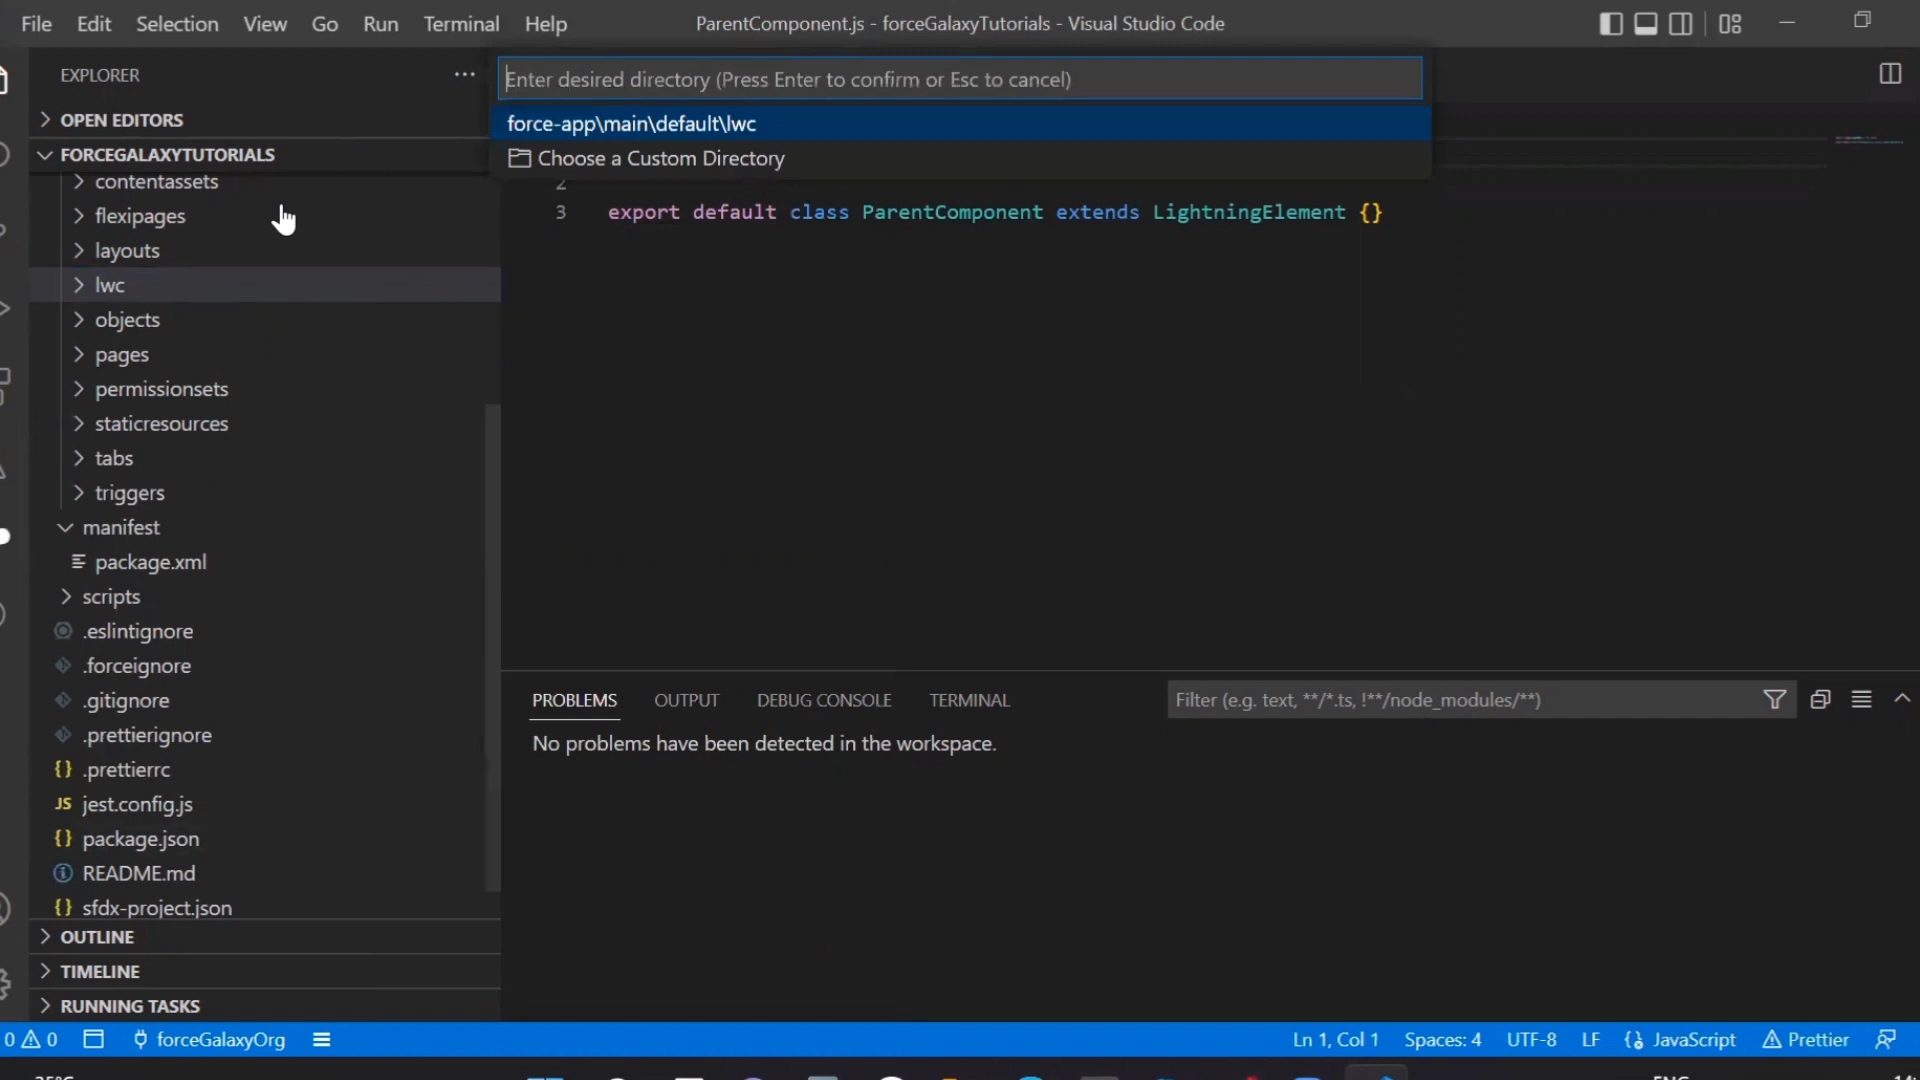 File Edit Selection View Go Run Terminal Help ParentComponent.js - forceGalaxyTutorials - Visual Studio Code
EXPLORER
Enter desired directory (Press Enter to confirm or Esc to cancel)
OPEN EDITORS
force-app\main\default\lwc
FORCEGALAXYTUTORIALS
Choose a Custom Directory
contentassets
2
flexipages
3 export default class ParentComponent extends LightningElement {}
layouts
lwc
objects
pages
permissionsets
staticresources
tabs
triggers
manifest
package.xml
scripts
.eslintignore
.forceignore
.gitignore
.prettierignore
{} .prettierrc
JS jest.config.js
{} package.json
README.md
{} sfdx-project.json
PROBLEMS OUTPUT DEBUG CONSOLE TERMINAL Filter (e.g. text, **/*.ts, !**/node_modules/**)
No problems have been detected in the workspace.
OUTLINE
TIMELINE
RUNNING TASKS
0 0 forceGalaxyOrg Ln 1, Col 1 Spaces: 4 UTF-8 LF JavaScript Prettier